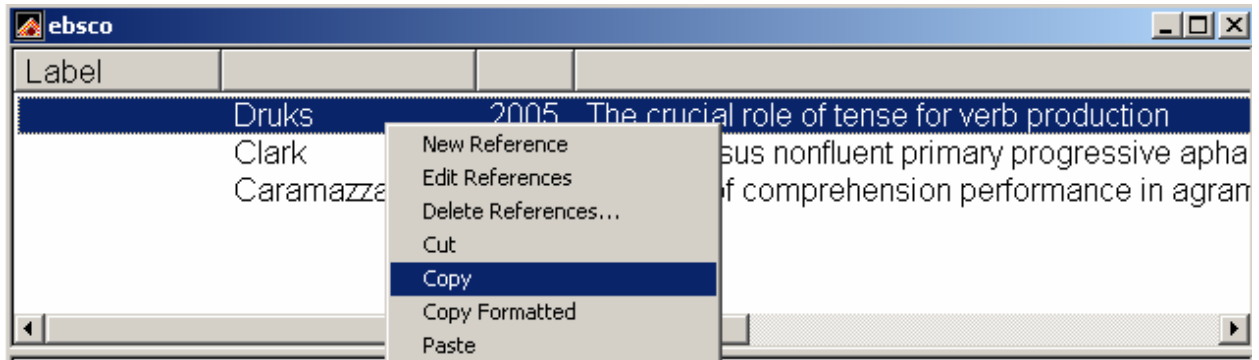 ebsco
Label
Druks 2005 The crucial role of tense for verb production
Clark sus nonfluent primary progressive apha
Caramazza of comprehension performance in agram
New Reference
Edit References
Delete References...
Cut
Copy
Copy Formatted
Paste